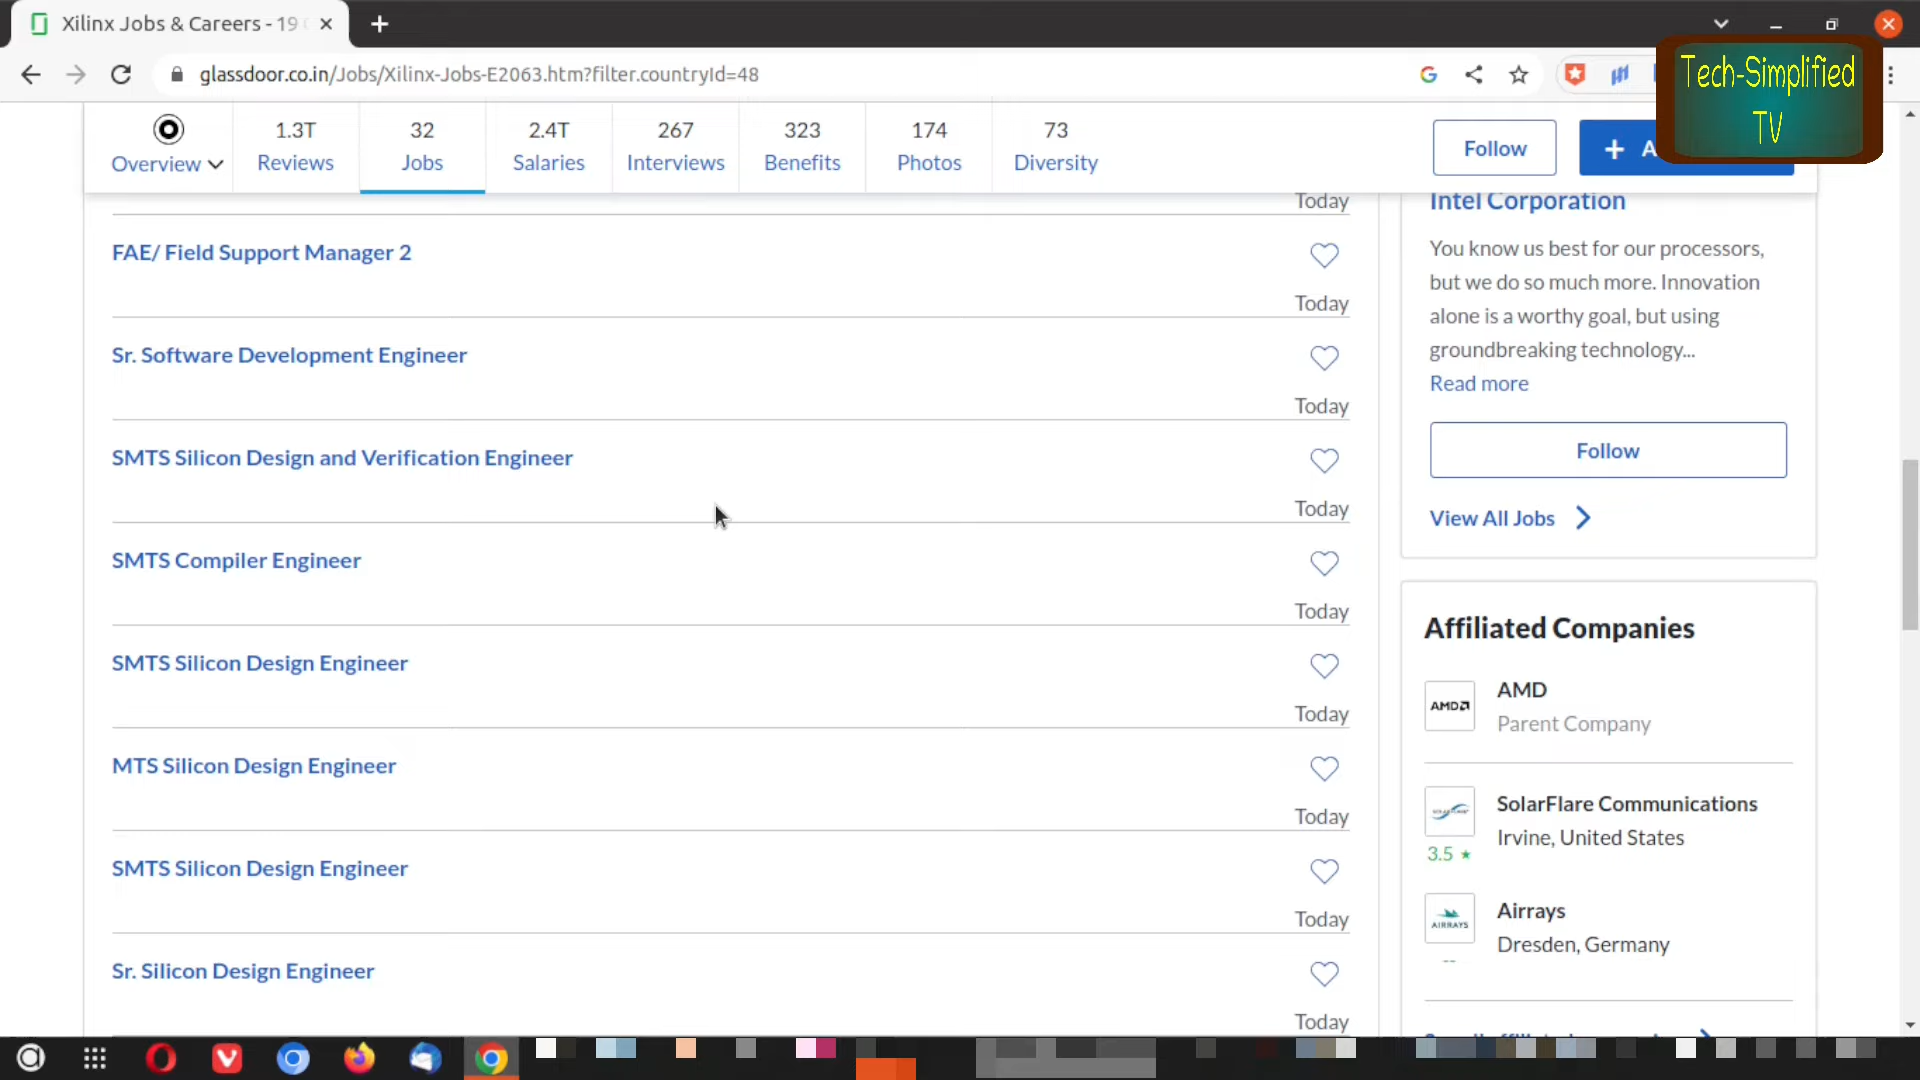 Xilinx Jobs & Careers - 19
glassdoor.co.in/Jobs/Xilinx-Jobs-E2063.htm?filter.countryId=48
Tech-Simplified
TV
Overview
1.3T
Reviews
32
Jobs
2.4T
Salaries
267
Interviews
323
Benefits
174
Photos
73
Diversity
Follow
+ A
Today
FAE/ Field Support Manager 2
Today
Sr. Software Development Engineer
Today
SMTS Silicon Design and Verification Engineer
Today
SMTS Compiler Engineer
Today
SMTS Silicon Design Engineer
Today
MTS Silicon Design Engineer
Today
SMTS Silicon Design Engineer
Today
Sr. Silicon Design Engineer
Today
Intel Corporation
You know us best for our processors,
but we do so much more. Innovation
alone is a worthy goal, but using
groundbreaking technology...
Read more
Follow
View All Jobs
Affiliated Companies
AMD
AMD
Parent Company
SOLARFLARE
SolarFlare Communications
Irvine, United States
3.5 ★
AIRRAYS
Airrays
Dresden, Germany
--